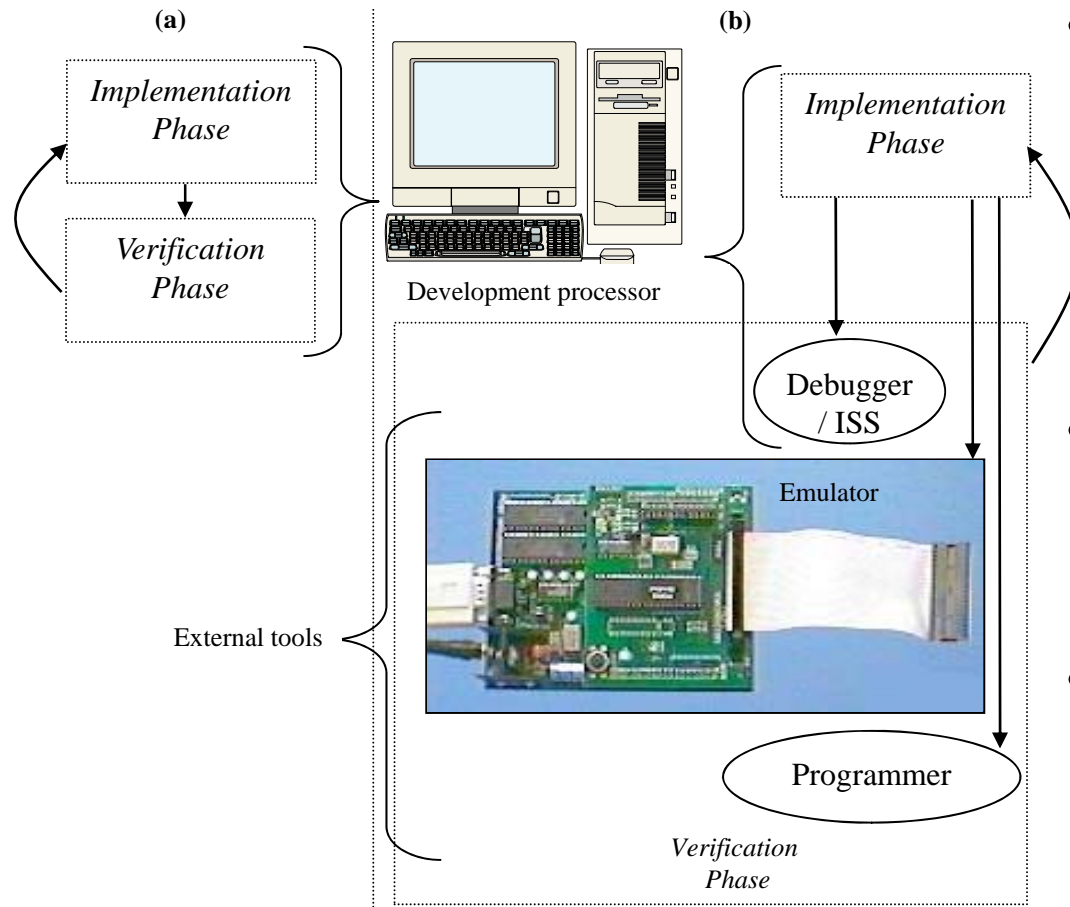 (a)
Implementation
Phase
Verification
Phase
(b)
Development processor
Implementation
Phase
Debugger
/ ISS
Emulator
External tools
Programmer
Verification
Phase